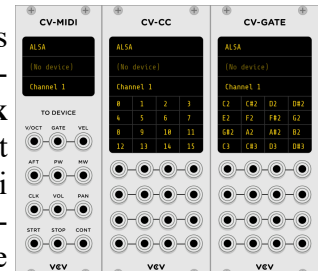 CV-MIDI CV-CC CV-GATE
ALSA ALSA ALSA
(No device) (No device) (No device)
Channel 1 Channel 1 Channel 1
TO DEVICE 0 1 2 3 C2 C#2 D2 D#2
V/OCT GATE VEL 4 5 6 7 E2 F2 F#2 G2
8 9 10 11 G#2 A2 A#2 B2
AFT PW MW 12 13 14 15 C3 C#3 D3 D#3
CLK VOL PAN
STRT STOP CONT
VCV VCV VCV
s
-
x
t
i
-
e